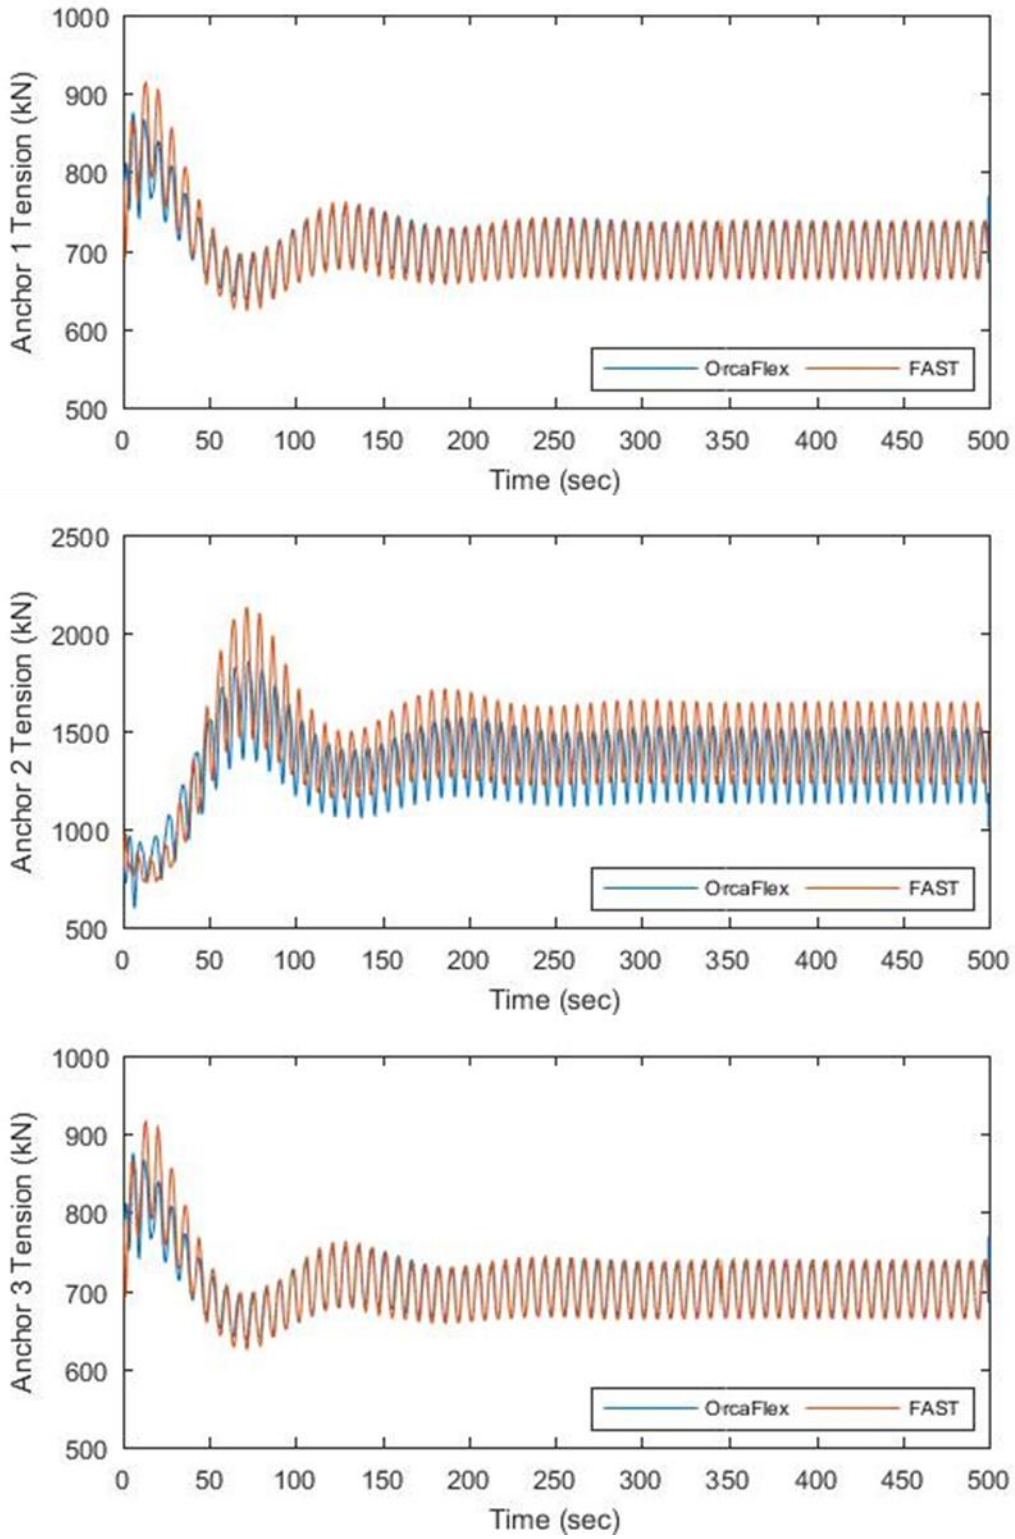 1000
900
800
700
600
500
Anchor 1 Tension (kN)
OrcaFlex FAST
0 50 100 150 200 250 300 350 400 450 500
Time (sec)
2500
2000
1500
1000
500
Anchor 2 Tension (kN)
OrcaFlex FAST
0 50 100 150 200 250 300 350 400 450 500
Time (sec)
1000
900
800
700
600
500
Anchor 3 Tension (kN)
OrcaFlex FAST
0 50 100 150 200 250 300 350 400 450 500
Time (sec)